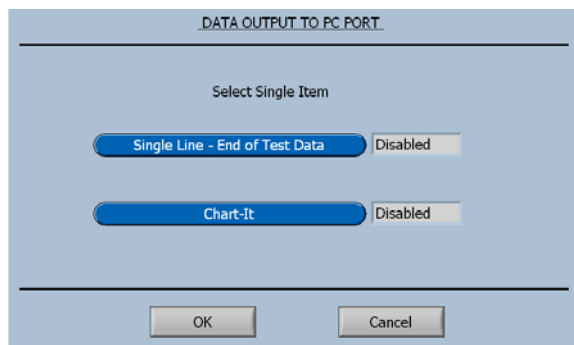 DATA OUTPUT TO PC PORT
Select Single Item
Single Line - End of Test Data Disabled
Chart-It Disabled
OK Cancel